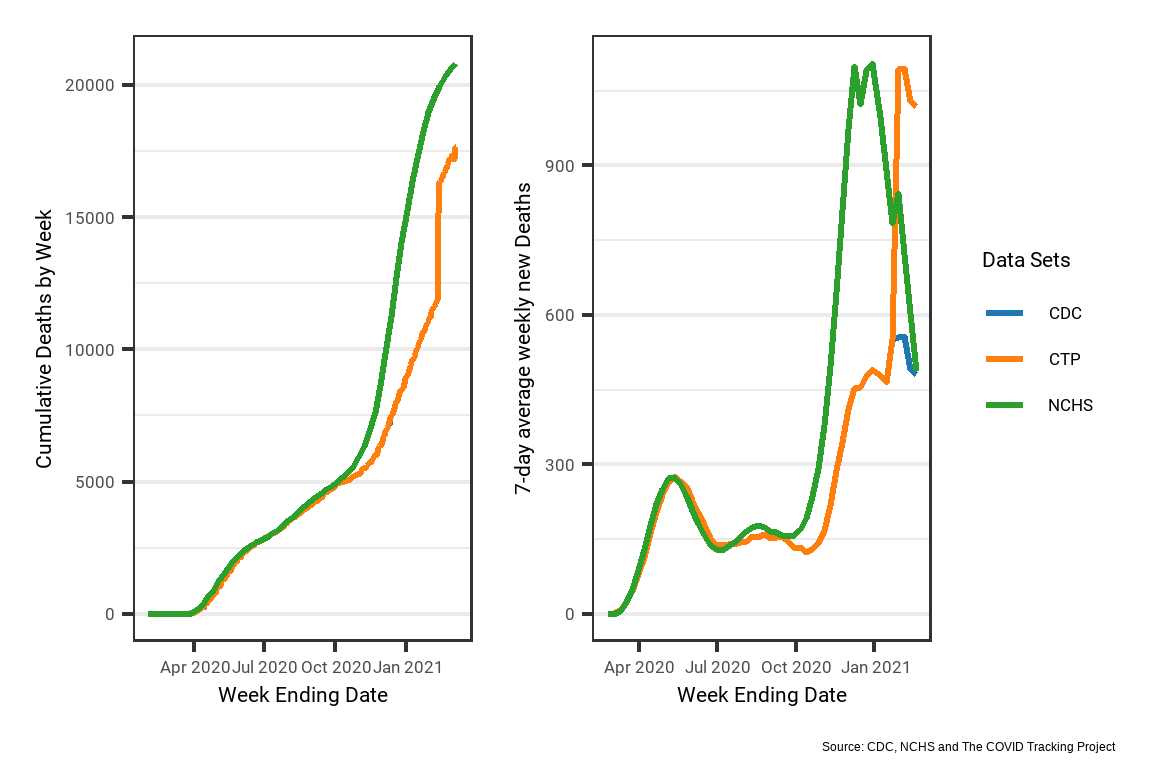 Cumulative Deaths by Week
20000
15000
10000
5000
0
Apr 2020 Jul 2020 Oct 2020 Jan 2021
Week Ending Date
7-day average weekly new Deaths
900
600
300
0
Apr 2020 Jul 2020 Oct 2020 Jan 2021
Week Ending Date
Data Sets
CDC
CTP
NCHS
Source: CDC, NCHS and The COVID Tracking Project